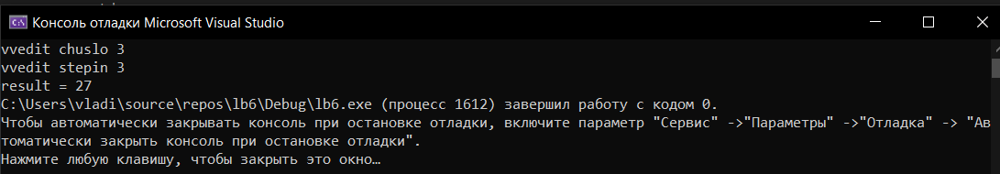 Консоль отладки Microsoft Visual Studio
vvedit chuslo 3
vvedit stepin 3
result = 27
C:\Users\vladi\source\repos\lb6\Debug\lb6.exe (процесс 1612) завершил работу с кодом 0.
Чтобы автоматически закрывать консоль при остановке отладки, включите параметр "Сервис" ->"Параметры" ->"Отладка" -> "Ав
томатически закрыть консоль при остановке отладки".
Нажмите любую клавишу, чтобы закрыть это окно…